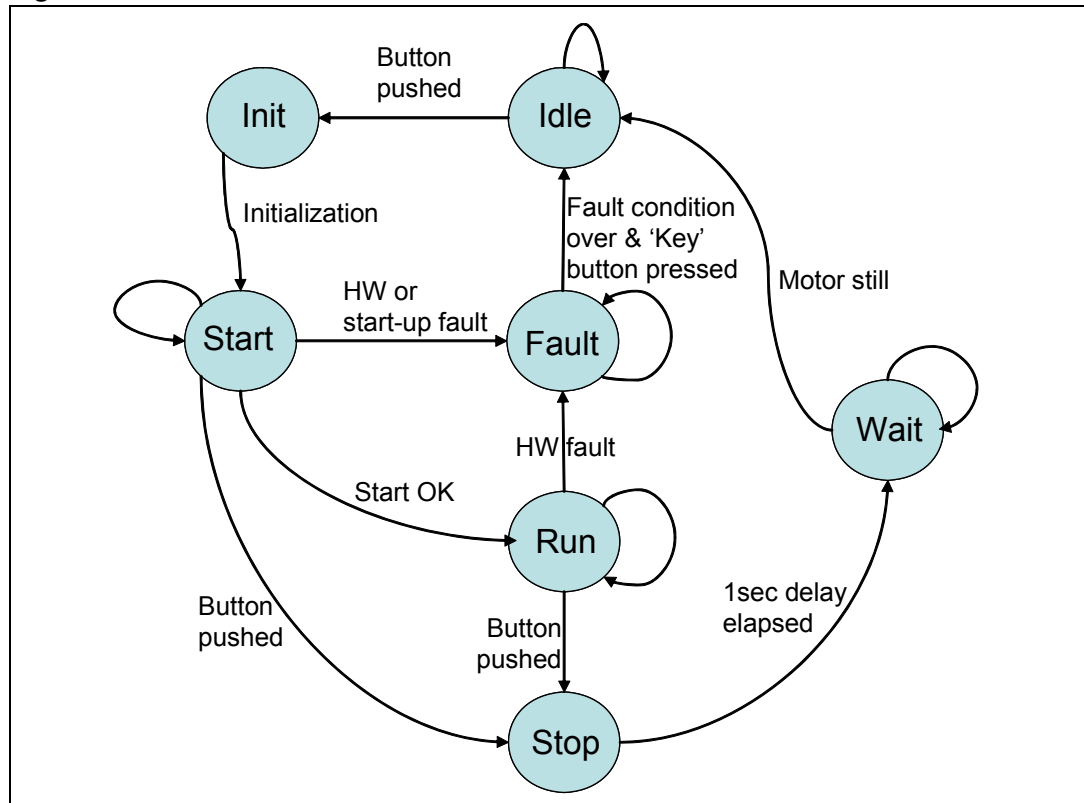 Button
pushed
Init
Idle
Initialization
Fault condition
over & ‘Key’
button pressed
Motor still
HW or
start-up fault
Start
Fault
Wait
HW fault
Start OK
Run
1sec delay
elapsed
Button
pushed
Button
pushed
Stop